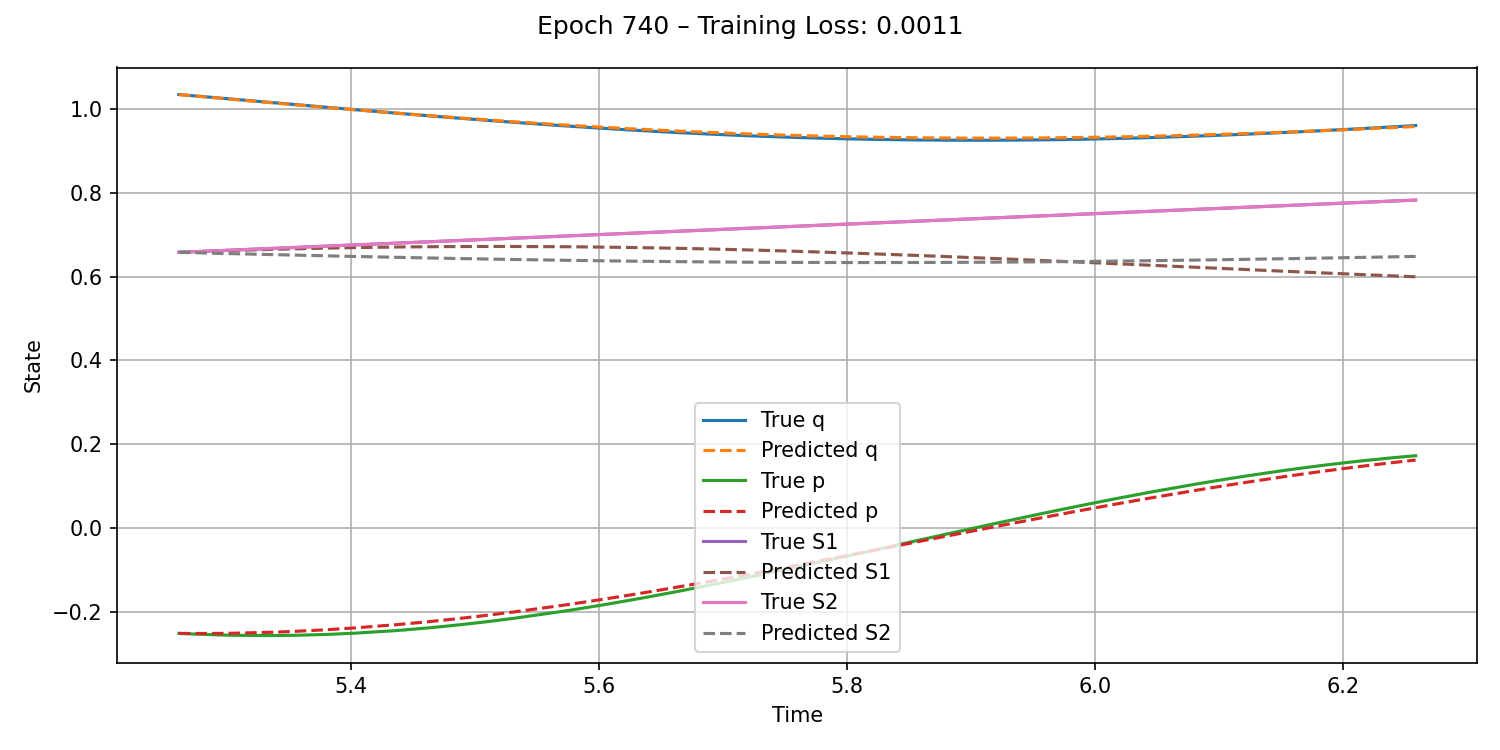 Epoch 740 – Training Loss: 0.0011
1.0
0.8
0.6
0.4
0.2
0.0
−0.2
State
True q
Predicted q
True p
Predicted p
True S1
Predicted S1
True S2
Predicted S2
5.4 5.6 5.8 6.0 6.2
Time